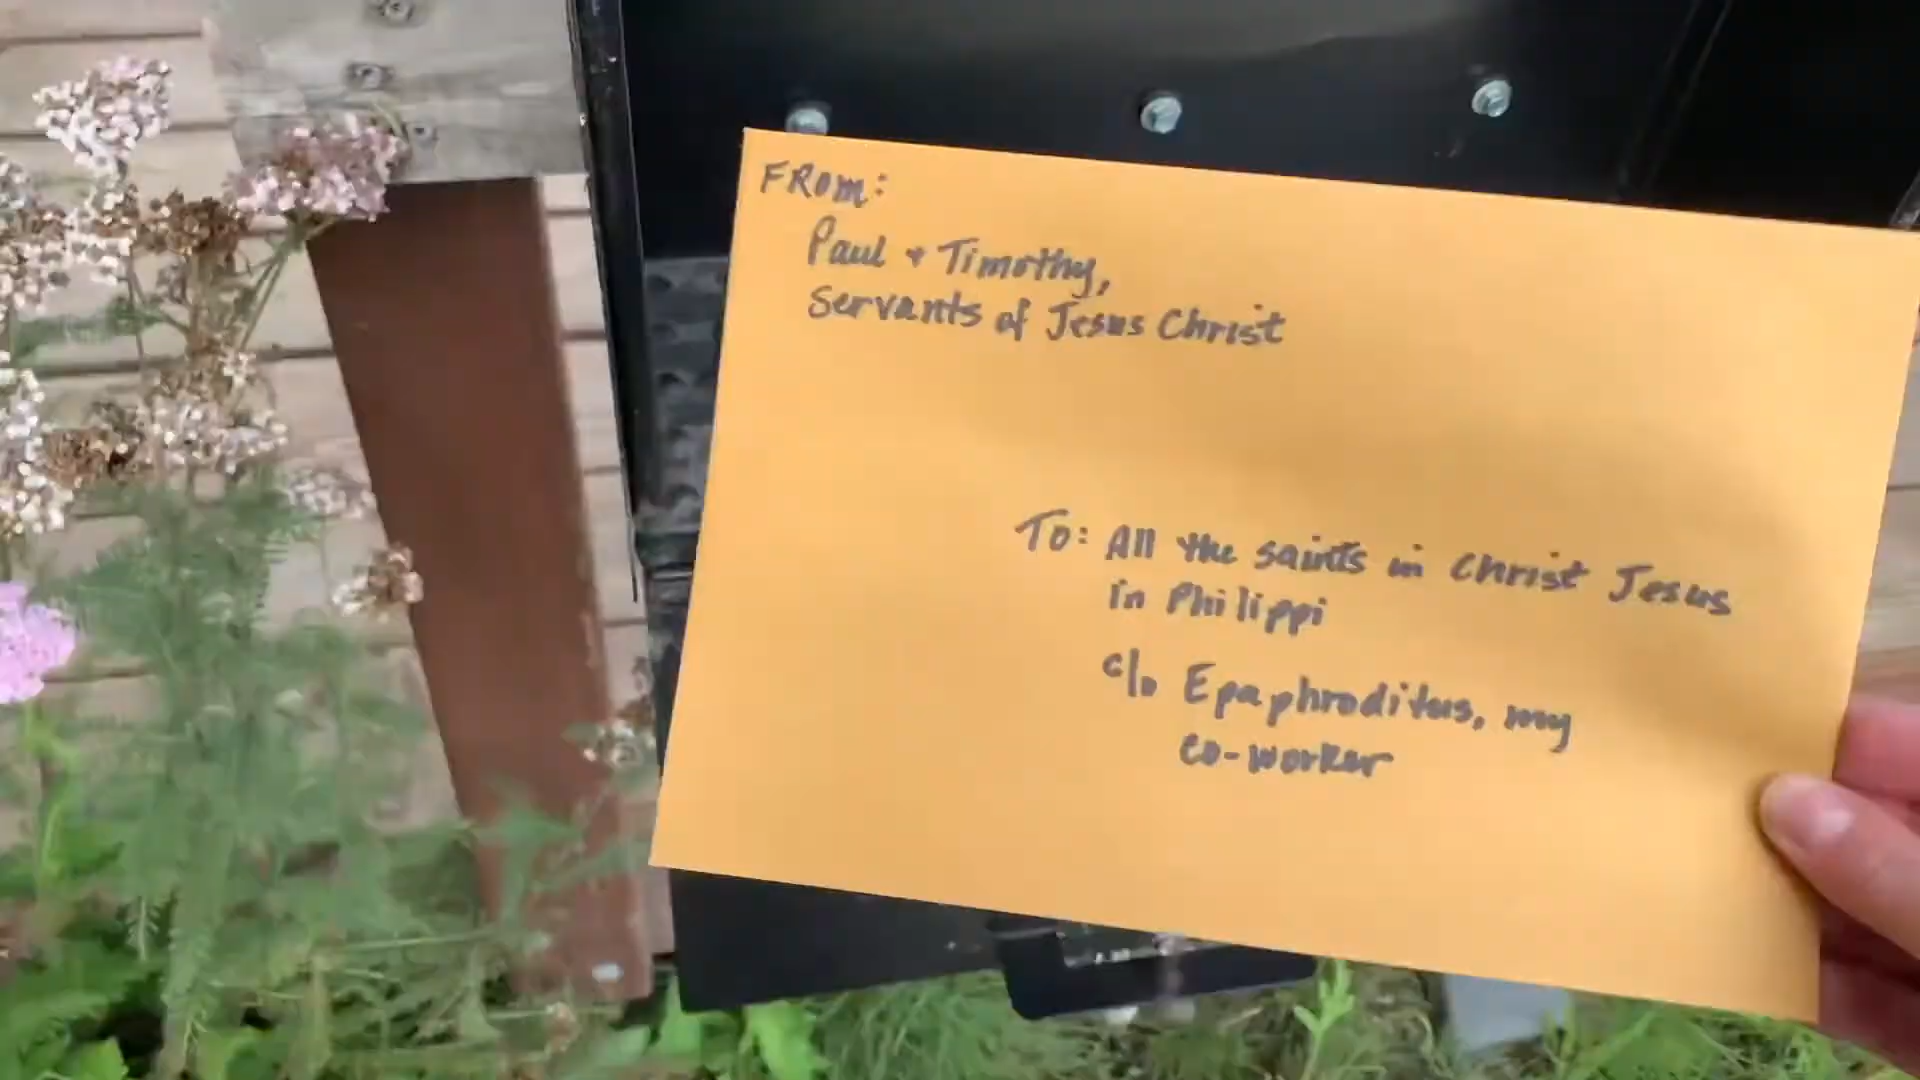 FROM:
Paul + Timothy,
servants of Jesus Christ
To: All the saints in Christ Jesus
in Philippi
c/o Epaphroditus, my
co-worker